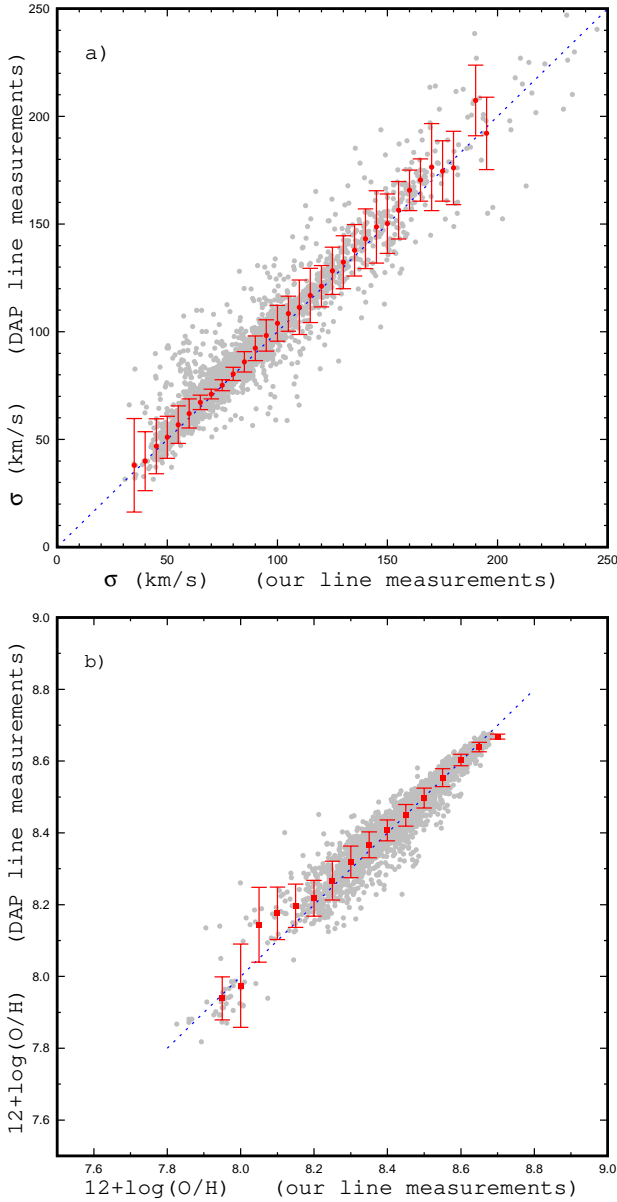 a)
σ (km/s) (DAP line measurements)
250
200
150
100
50
0
0 50 100 150 200 250
σ (km/s) (our line measurements)
b)
12+log(O/H) (DAP line measurements)
9.0
8.8
8.6
8.4
8.2
8.0
7.8
7.6
7.6 7.8 8.0 8.2 8.4 8.6 8.8 9.0
12+log(O/H) (our line measurements)